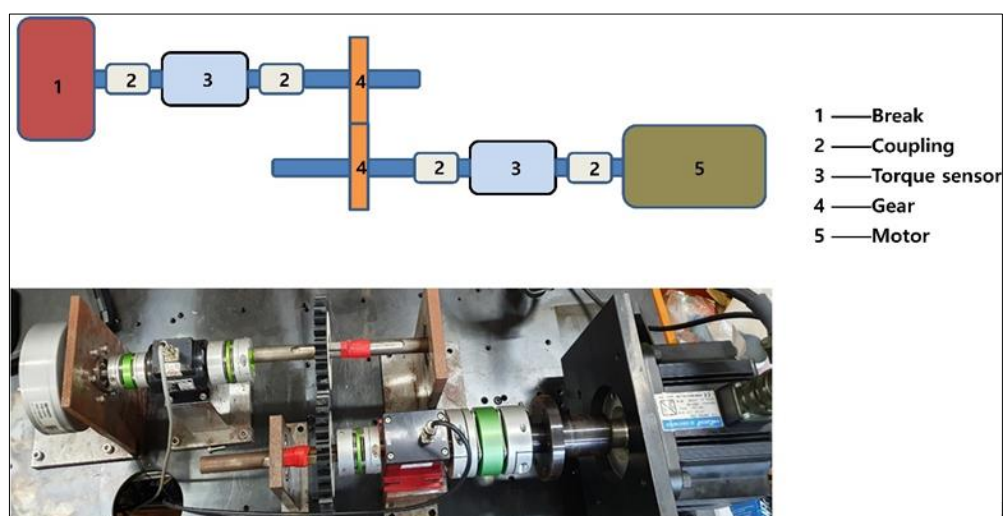 1
2
3
2
4
4
2
3
2
5
1 ——Break
2 ——Coupling
3 ——Torque sensor
4 ——Gear
5 ——Motor